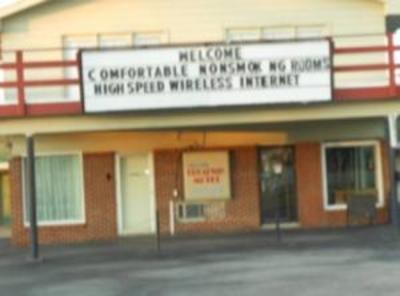 WELCOME
COMFORTABLE NONSMOK NG ROOMS
HIGH SPEED WIRELESS INTERNET